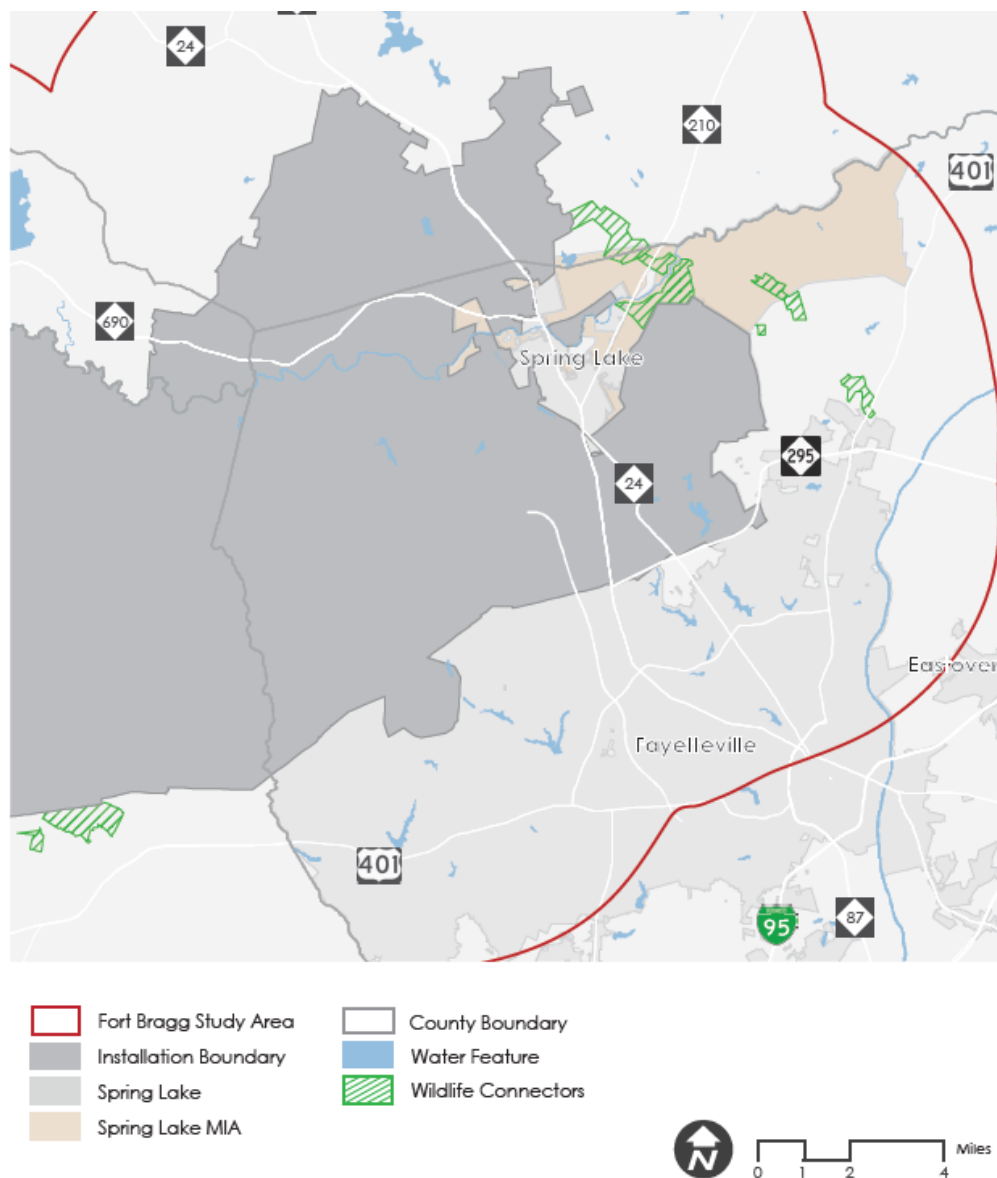 24
210
401
690
Spring Lake
295
24
Eastover
Fayetteville
401
95
87
Fort Bragg Study Area
Installation Boundary
Spring Lake
Spring Lake MIA
County Boundary
Water Feature
Wildlife Connectors
N
Miles
0 1 2 4